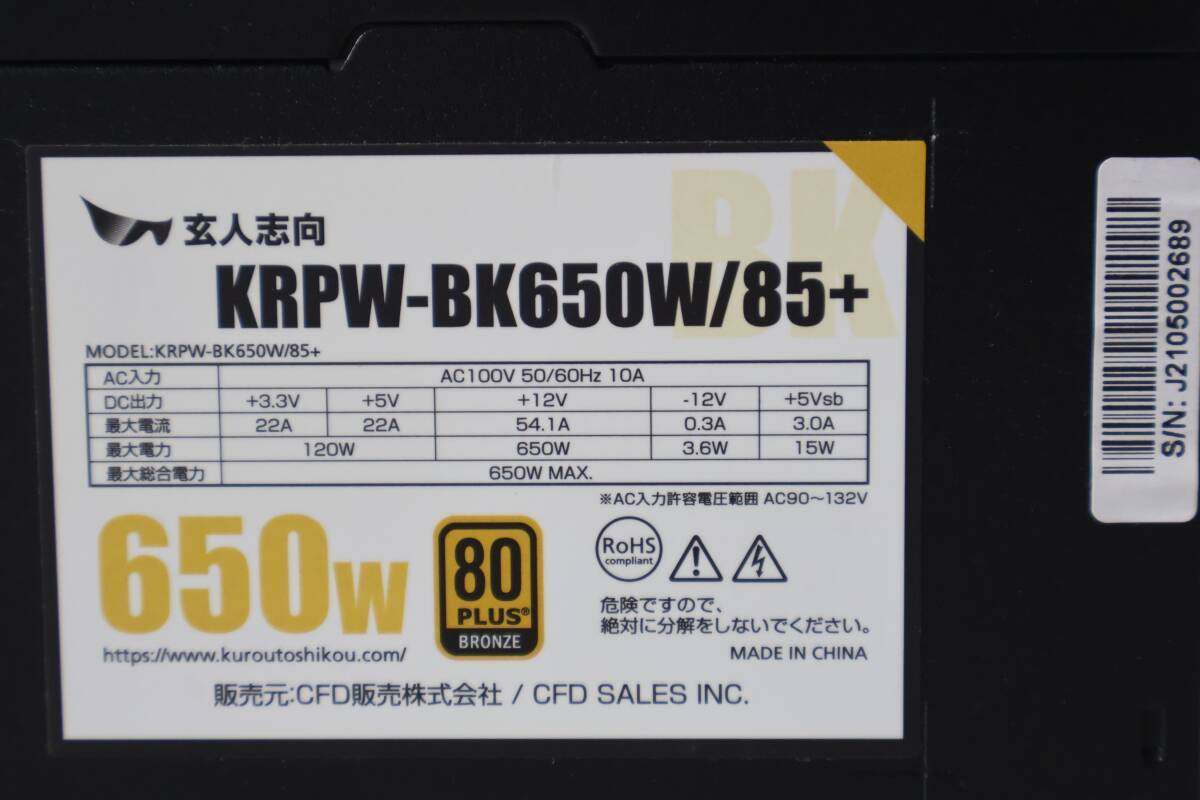 BK
玄人志向
KRPW-BK650W/85+
MODEL:KRPW-BK650W/85+
AC入力 AC100V 50/60Hz 10A
DC出力 +3.3V +5V +12V -12V +5Vsb
最大電流 22A 22A 54.1A 0.3A 3.0A
最大電力 120W 650W 3.6W 15W
最大総合電力 650W MAX.
※AC入力許容電圧範囲 AC90〜132V
650W
80
PLUS®
BRONZE
RoHS
compliant
危険ですので、
絶対に分解をしないでください。
https://www.kuroutoshikou.com/
MADE IN CHINA
販売元:CFD販売株式会社 / CFD SALES INC.
S/N: J2105002689